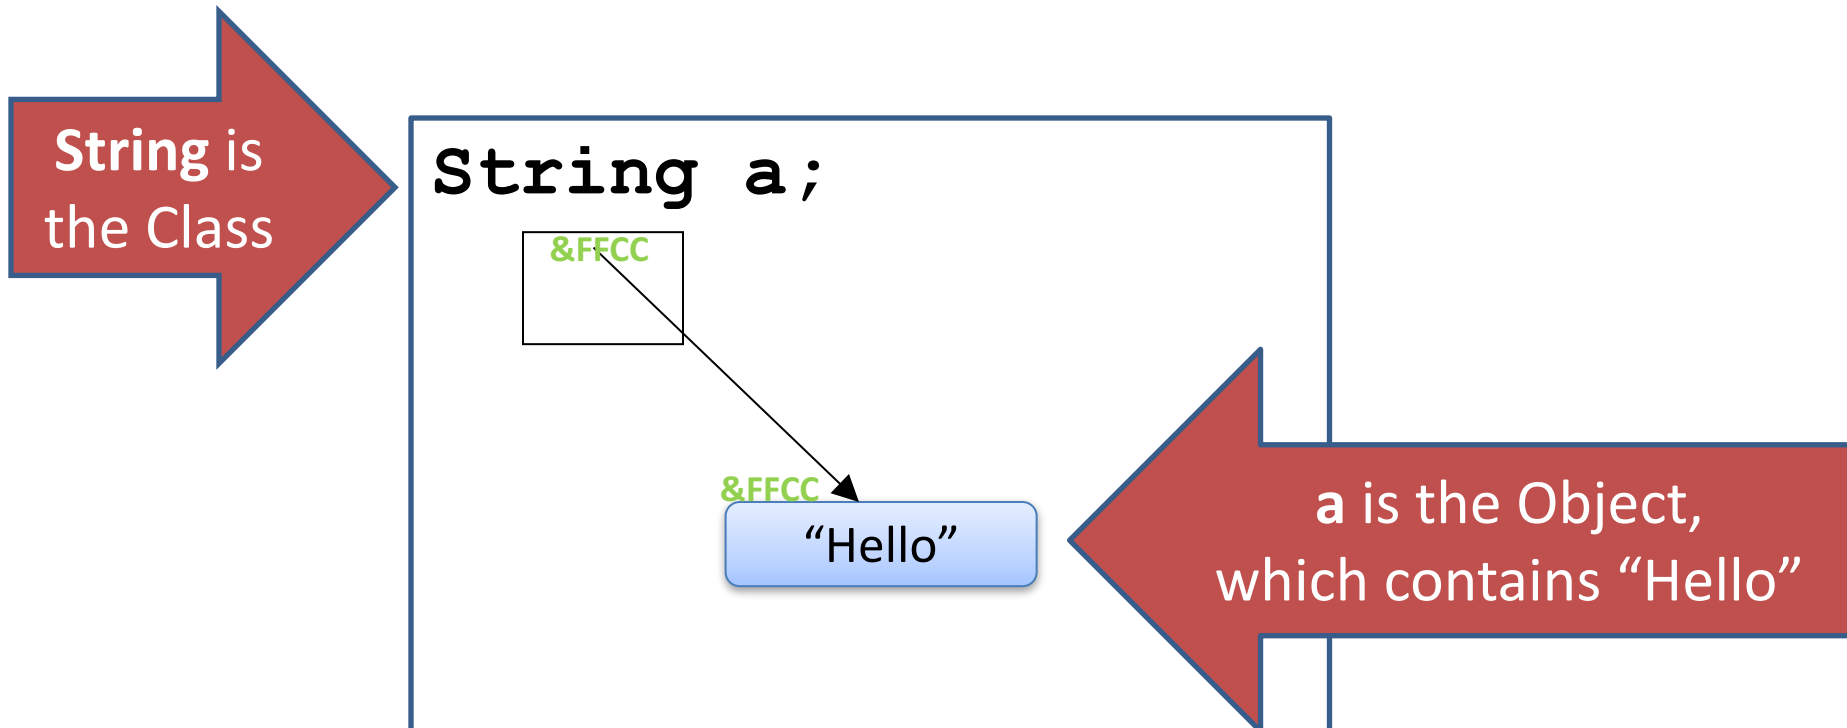 String is
the Class
String a;
&FFCC
&FFCC
“Hello”
a is the Object,
which contains “Hello”